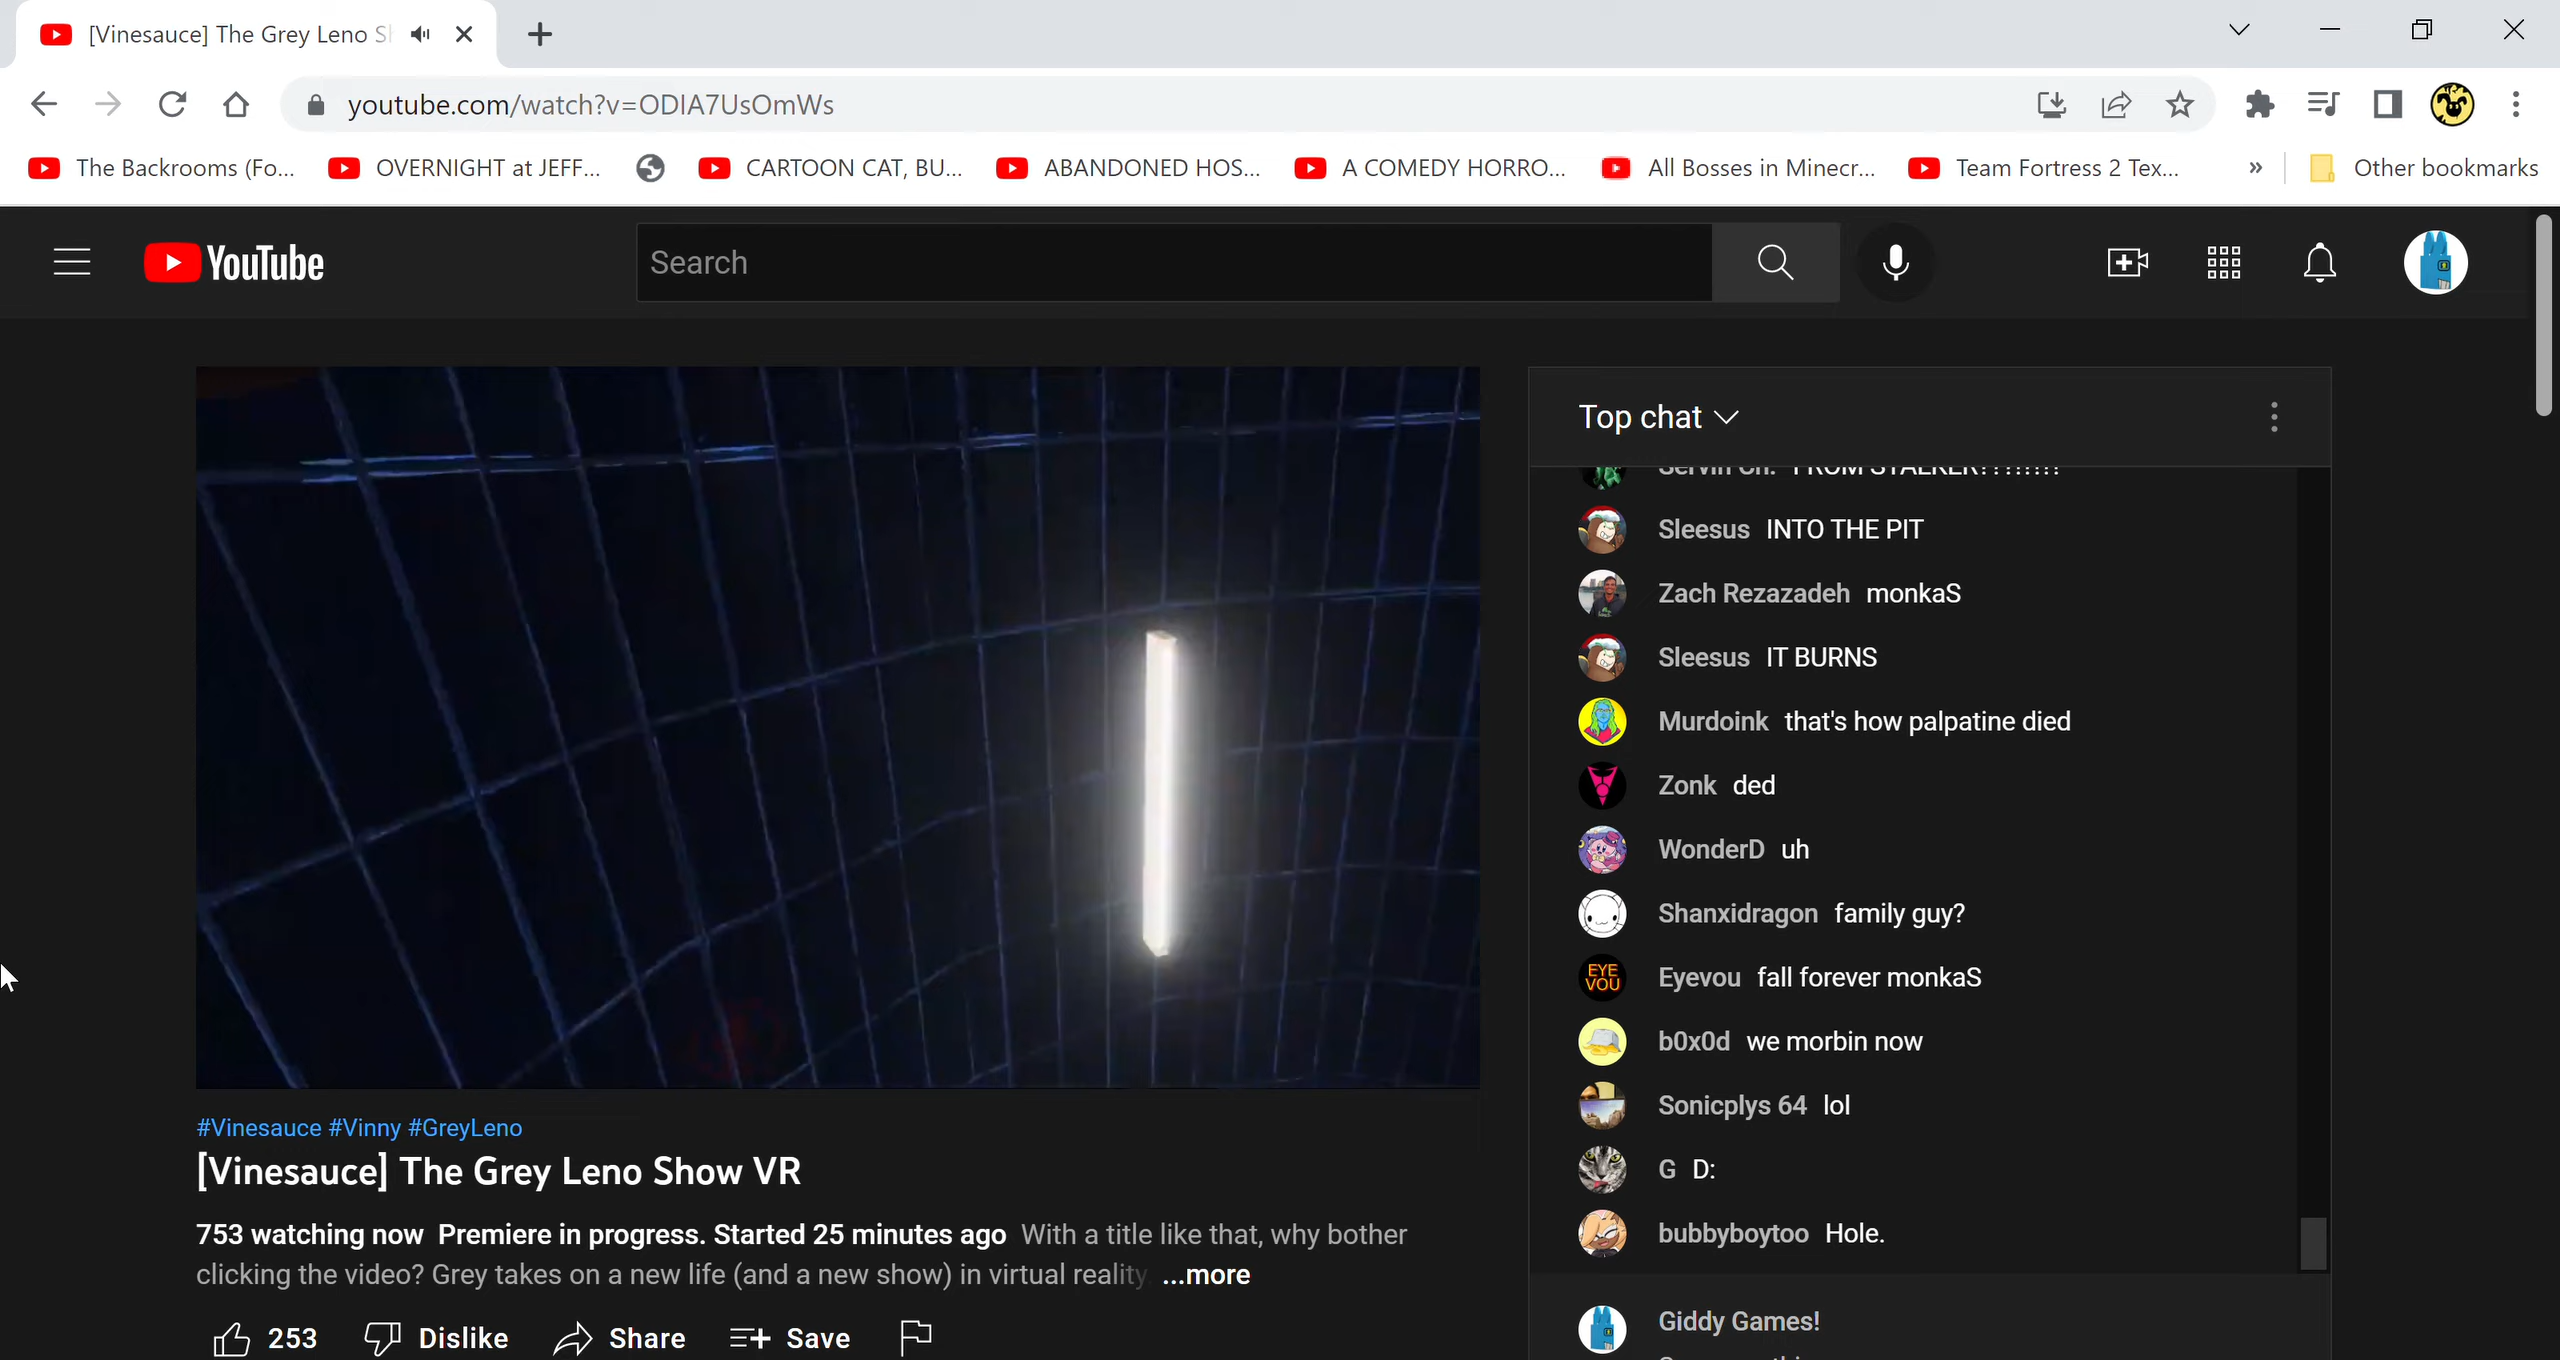 [Vinesauce] The Grey Leno S
youtube.com/watch?v=ODIA7UsOmWs
The Backrooms (Fo...
OVERNIGHT at JEFF...
CARTOON CAT, BU...
ABANDONED HOS...
A COMEDY HORRO...
All Bosses in Minecr...
Team Fortress 2 Tex...
»
Other bookmarks
YouTube
Search
Top chat
FROM STALKER????????
Sleesus INTO THE PIT
Zach Rezazadeh monkaS
Sleesus IT BURNS
Murdoink that's how palpatine died
Zonk ded
WonderD uh
Shanxidragon family guy?
EYE
VOU
Eyevou fall forever monkaS
b0x0d we morbin now
Sonicplys 64 lol
G D:
bubbyboytoo Hole.
Giddy Games!
#Vinesauce #Vinny #GreyLeno
[Vinesauce] The Grey Leno Show VR
753 watching now Premiere in progress. Started 25 minutes ago With a title like that, why bother
clicking the video? Grey takes on a new life (and a new show) in virtual reality ...more
253 Dislike Share Save